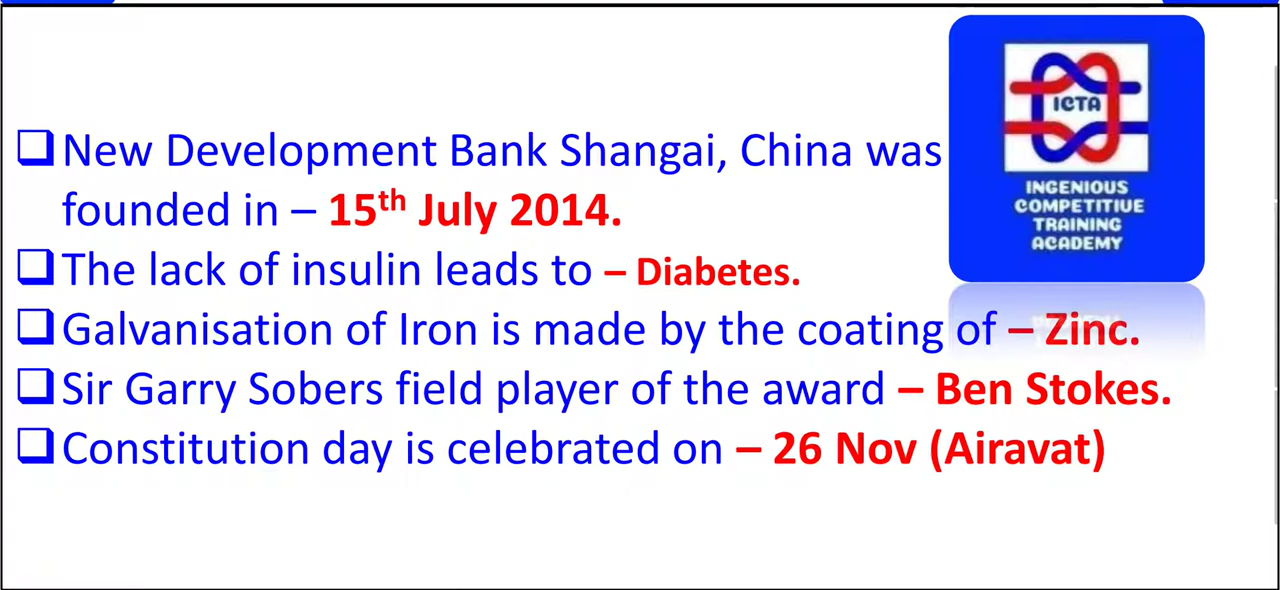 New Development Bank Shangai, China was
founded in – 15th July 2014.
The lack of insulin leads to – Diabetes.
Galvanisation of Iron is made by the coating of – Zinc.
Sir Garry Sobers field player of the award – Ben Stokes.
Constitution day is celebrated on – 26 Nov (Airavat)
ICTA
INGENIOUS
COMPETITIUE
TRAINING
ACADEMY